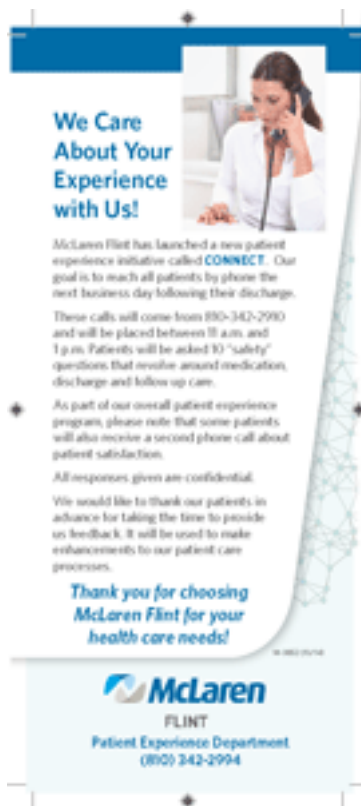 We Care
About Your
Experience
with Us!
McLaren Flint has launched a new patient
experience initiative called CONNECT. Our
goal is to reach all patients by phone the
next business day following their discharge.
These calls will come from 810-342-2910
and will be placed between 11 a.m. and
1 p.m. Patients will be asked 10 "safety"
questions that revolve around medication,
discharge and follow up care.
As part of our overall patient experience
program, please note that some patients
will also receive a second phone call about
patient satisfaction.
All responses given are confidential.
We would like to thank our patients in
advance for taking the time to provide
us feedback. It will be used to make
enhancements to our patient care
processes.
Thank you for choosing
McLaren Flint for your
health care needs!
McLaren
FLINT
Patient Experience Department
(810) 342-2994